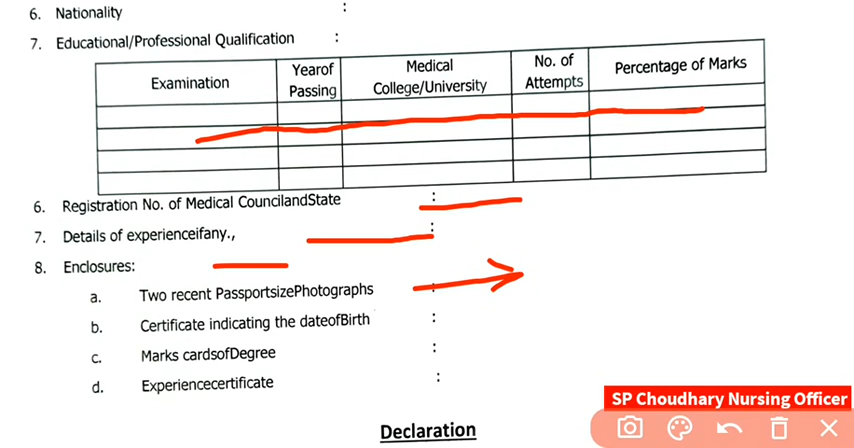 6. Nationality :
7. Educational/Professional Qualification :
Examination Yearof Passing Medical College/University No. of Attempts Percentage of Marks
6. Registration No. of Medical CouncilandState :
7. Details of experienceifany., :
8. Enclosures:
a. Two recent PassportsizePhotographs :
b. Certificate indicating the dateofBirth :
c. Marks cardsofDegree :
d. Experiencecertificate :
SP Choudhary Nursing Officer
Declaration